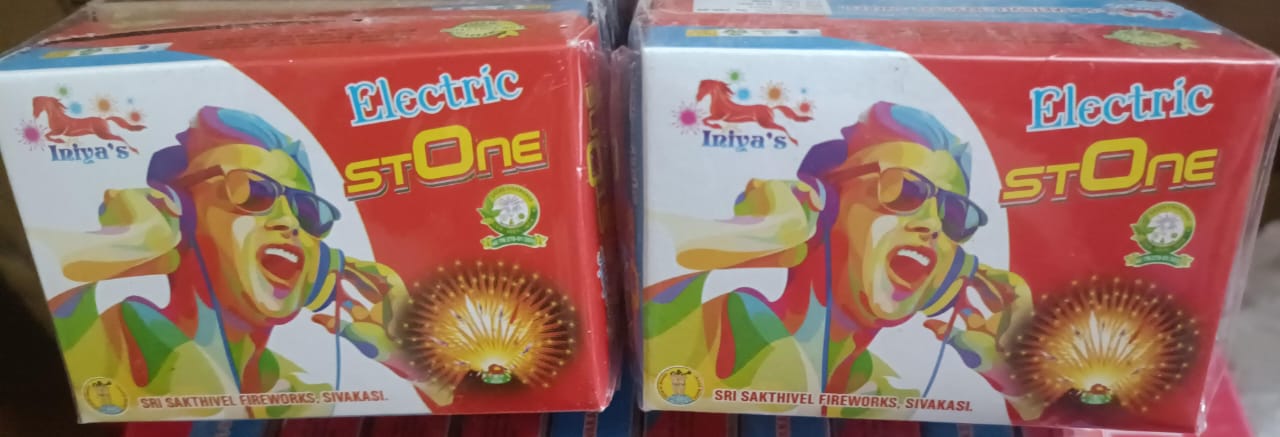 Iniya's
Electric
STONE
SRI SAKTHIVEL FIREWORKS, SIVAKASI.
Iniya's
Electric
STONE
SRI SAKTHIVEL FIREWORKS, SIVAKASI.